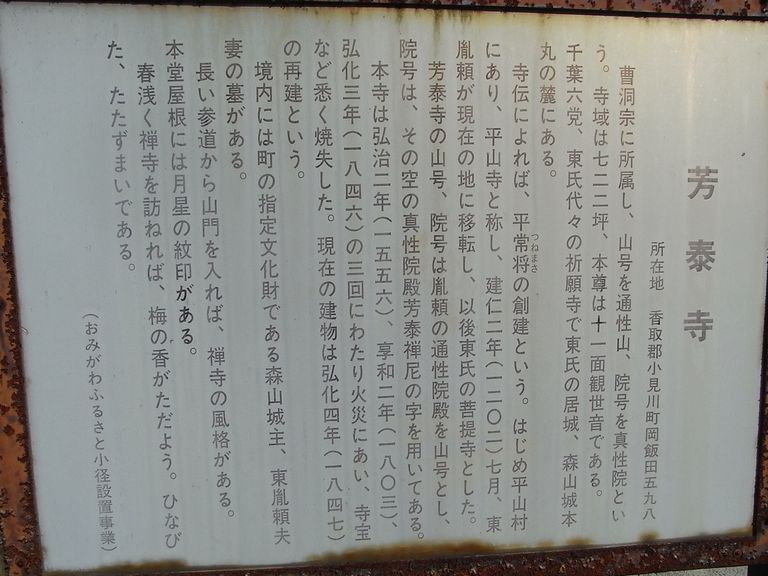 芳泰寺
所在地　香取郡小見川町岡飯田五九八
曹洞宗に所属し、山号を通性山、院号を真性院とい
う。寺域は七二二坪、本尊は十一面観世音である。
千葉六党、東氏代々の祈願寺で東氏の居城、森山城本
丸の麓にある。
寺伝によれば、平常将の創建という。はじめ平山村
つねまさ
にあり、平山寺と称し、建仁二年(一二〇二)七月、東
胤頼が現在の地に移転し、以後東氏の菩提寺とした。
芳泰寺の山号、院号は胤頼の通性院殿を山号とし、
院号は、その空の真性院殿芳泰禅尼の字を用いてある。
本寺は弘治二年(一五五六)、享和二年(一八〇三)、
弘化三年(一八四六)の三回にわたり火災にあい、寺宝
など悉く焼失した。現在の建物は弘化四年(一八四七)
の再建という。
境内には町の指定文化財である森山城主、東胤頼夫
妻の墓がある。
長い参道から山門を入れば、禅寺の風格がある。
本堂屋根には月星の紋印がある。
春浅く禅寺を訪ねれば、梅の香がただよう。ひなび
た、たたずまいである。
(おみがわふるさと小径設置事業)